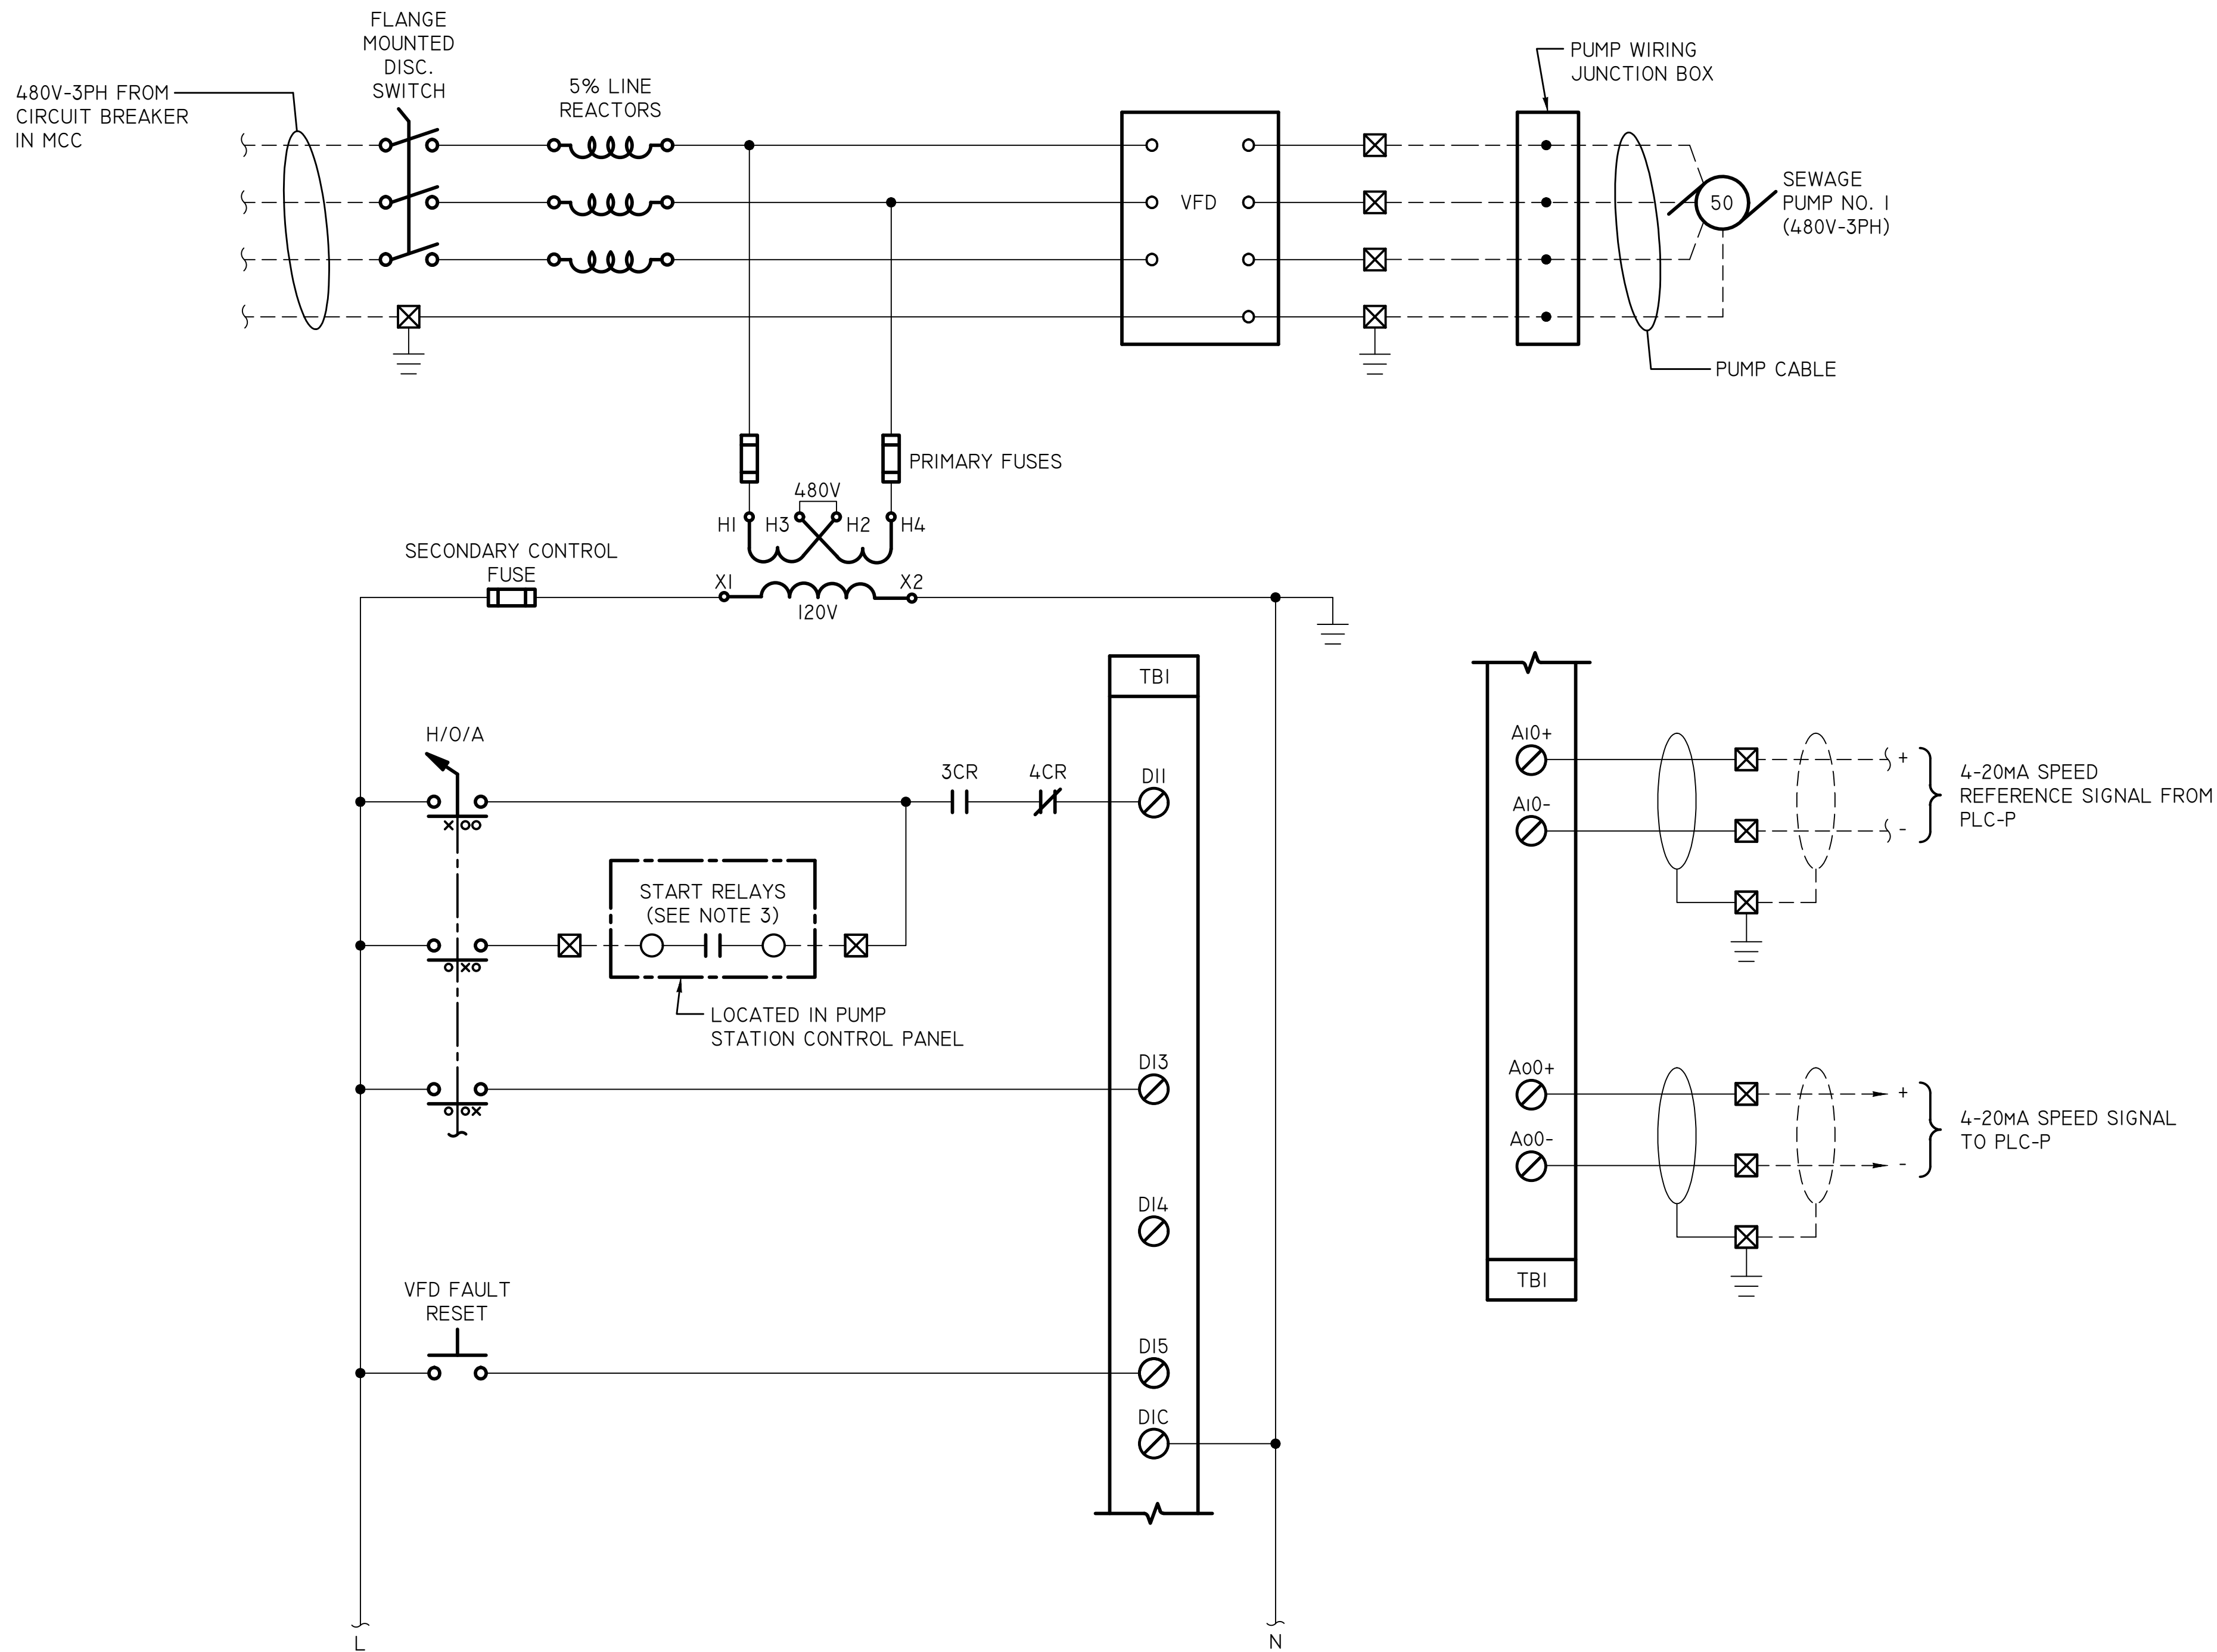 FLANGE
MOUNTED
DISC.
SWITCH
480V-3PH FROM
CIRCUIT BREAKER
IN MCC
5% LINE
REACTORS
VFD
PUMP WIRING
JUNCTION BOX
50
SEWAGE
PUMP NO. 1
(480V-3PH)
PUMP CABLE
PRIMARY FUSES
480V
H1 H3 H2 H4
SECONDARY CONTROL
FUSE
X1 X2
120V
TB1
H/O/A
3CR 4CR DI1
XOO
START RELAYS
(SEE NOTE 3)
OXO
LOCATED IN PUMP
STATION CONTROL PANEL
DI3
OOX
DI4
VFD FAULT
RESET
DI5
DIC
L
N
AI0+
AI0-
+
-
4-20MA SPEED
REFERENCE SIGNAL FROM
PLC-P
AO0+
AO0-
+
-
4-20MA SPEED SIGNAL
TO PLC-P
TB1